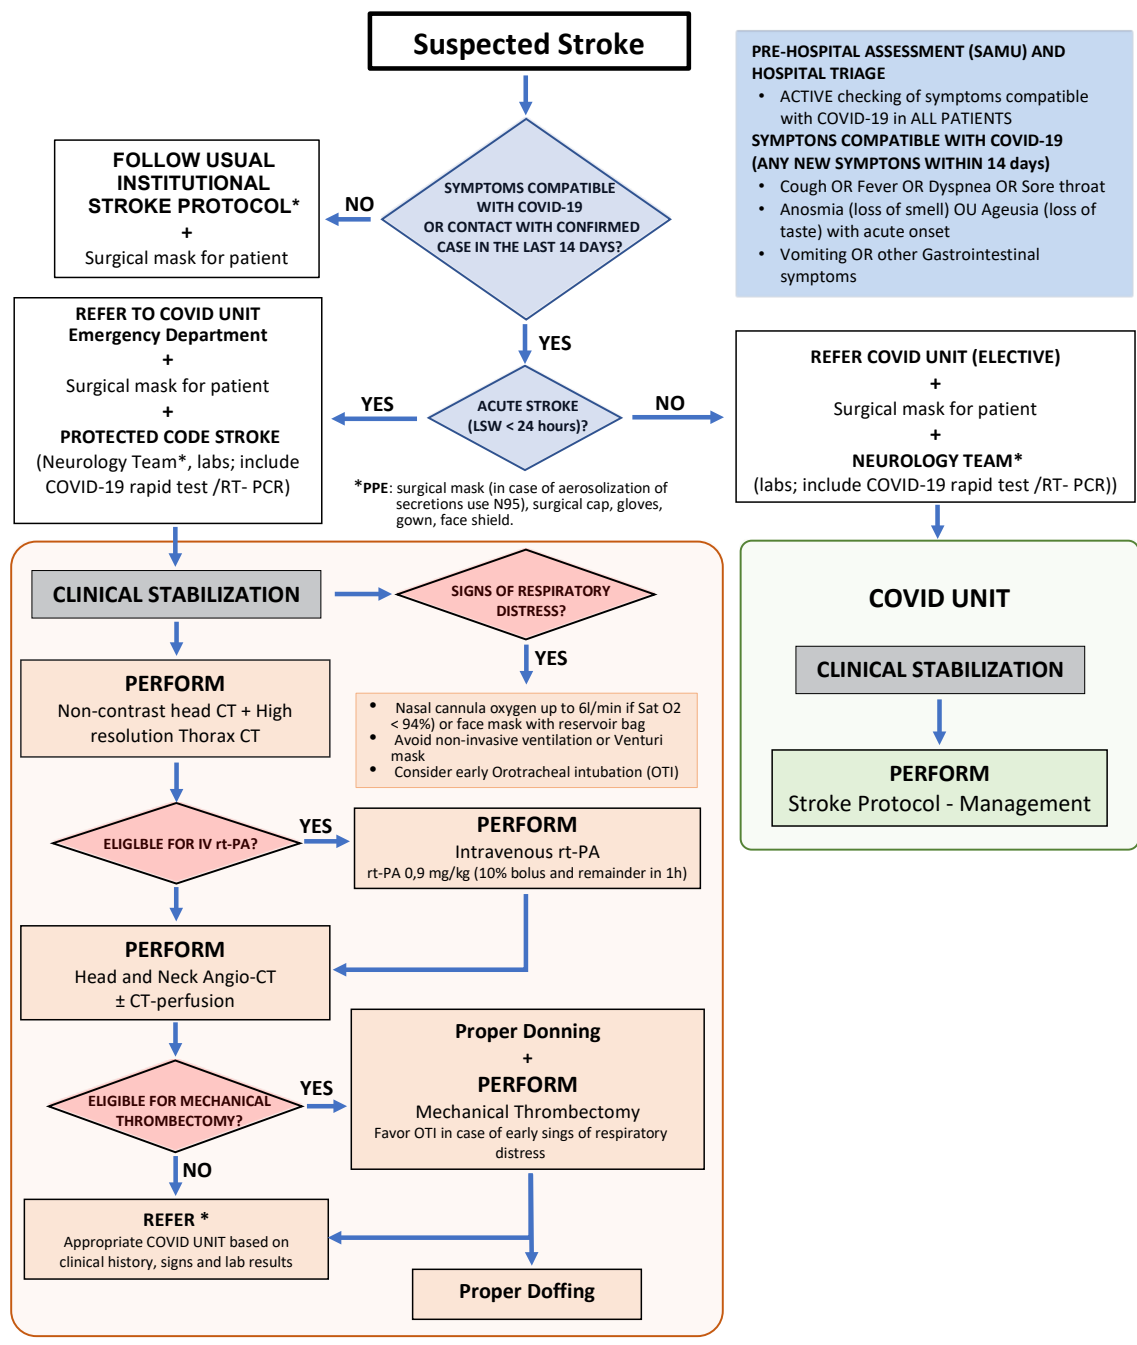 Suspected Stroke
PRE-HOSPITAL ASSESSMENT (SAMU) AND
HOSPITAL TRIAGE
• ACTIVE checking of symptoms compatible
with COVID-19 in ALL PATIENTS
SYMPTONS COMPATIBLE WITH COVID-19
(ANY NEW SYMPTONS WITHIN 14 days)
• Cough OR Fever OR Dyspnea OR Sore throat
• Anosmia (loss of smell) OU Ageusia (loss of
taste) with acute onset
• Vomiting OR other Gastrointestinal
symptoms
SYMPTOMS COMPATIBLE
WITH COVID-19
OR CONTACT WITH CONFIRMED
CASE IN THE LAST 14 DAYS?
NO
FOLLOW USUAL
INSTITUTIONAL
STROKE PROTOCOL*
+
Surgical mask for patient
YES
ACUTE STROKE
(LSW < 24 hours)?
YES
NO
REFER TO COVID UNIT
Emergency Department
+
Surgical mask for patient
+
PROTECTED CODE STROKE
(Neurology Team*, labs; include
COVID-19 rapid test /RT- PCR)
REFER COVID UNIT (ELECTIVE)
+
Surgical mask for patient
+
NEUROLOGY TEAM*
(labs; include COVID-19 rapid test /RT- PCR))
*PPE: surgical mask (in case of aerosolization of
secretions use N95), surgical cap, gloves,
gown, face shield.
CLINICAL STABILIZATION
SIGNS OF RESPIRATORY
DISTRESS?
YES
• Nasal cannula oxygen up to 6l/min if Sat O2
< 94%) or face mask with reservoir bag
• Avoid non-invasive ventilation or Venturi
mask
• Consider early Orotracheal intubation (OTI)
PERFORM
Non-contrast head CT + High
resolution Thorax CT
ELIGLBLE FOR IV rt-PA?
YES
PERFORM
Intravenous rt-PA
rt-PA 0,9 mg/kg (10% bolus and remainder in 1h)
PERFORM
Head and Neck Angio-CT
± CT-perfusion
ELIGIBLE FOR MECHANICAL
THROMBECTOMY?
YES
Proper Donning
+
PERFORM
Mechanical Thrombectomy
Favor OTI in case of early sings of respiratory
distress
NO
REFER *
Appropriate COVID UNIT based on
clinical history, signs and lab results
Proper Doffing
COVID UNIT
CLINICAL STABILIZATION
PERFORM
Stroke Protocol - Management